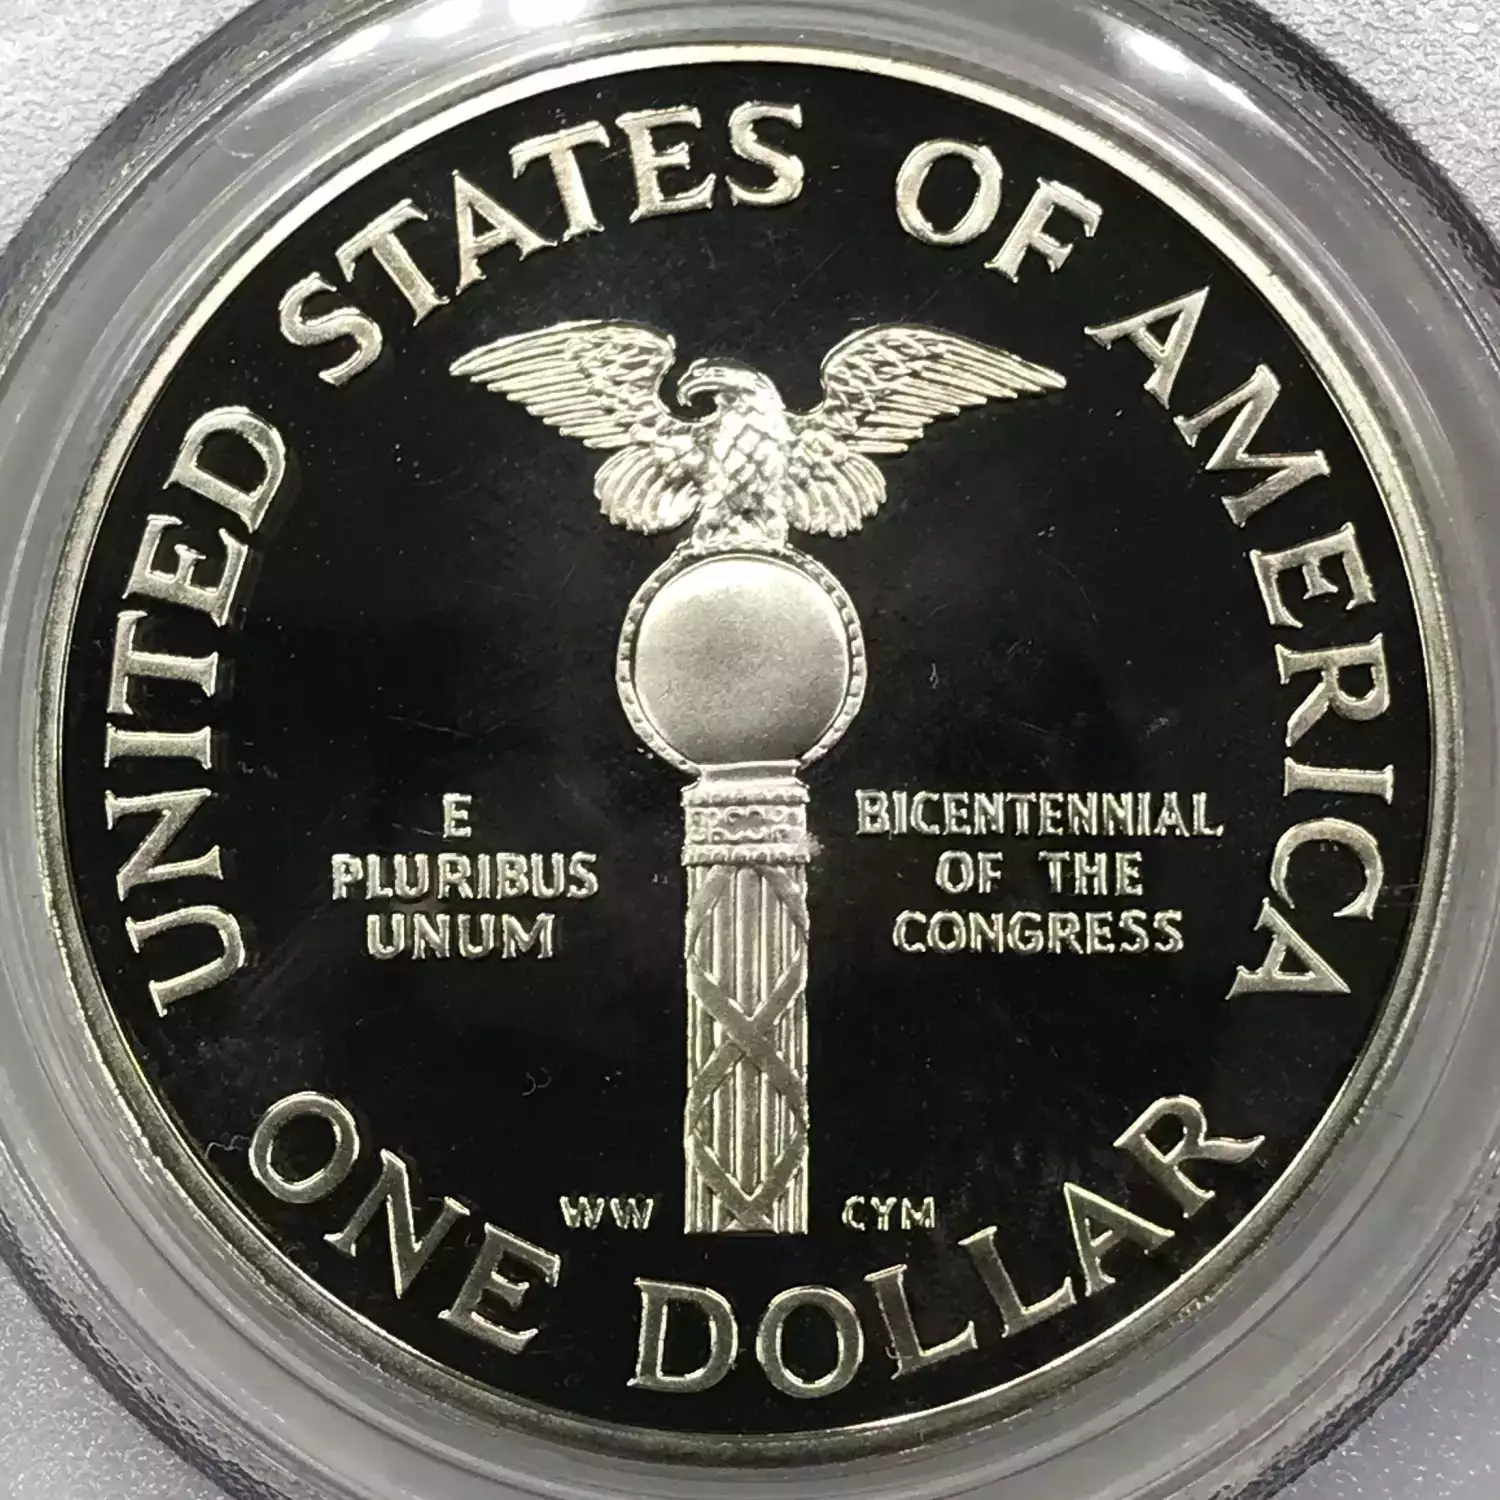 UNITED STATES OF AMERICA
E
PLURIBUS
UNUM
BICENTENNIAL
OF THE
CONGRESS
WW
CYM
ONE DOLLAR